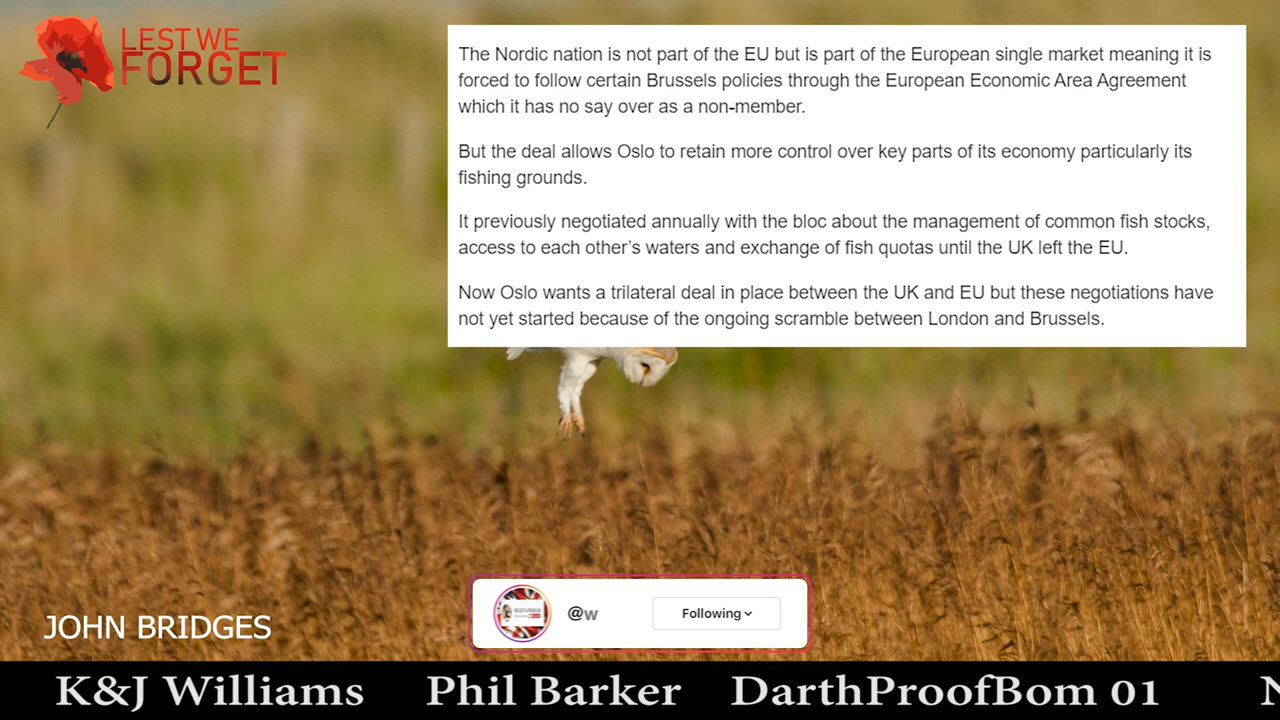 LEST WE
FORGET
The Nordic nation is not part of the EU but is part of the European single market meaning it is
forced to follow certain Brussels policies through the European Economic Area Agreement
which it has no say over as a non-member.
But the deal allows Oslo to retain more control over key parts of its economy particularly its
fishing grounds.
It previously negotiated annually with the bloc about the management of common fish stocks,
access to each other's waters and exchange of fish quotas until the UK left the EU.
Now Oslo wants a trilateral deal in place between the UK and EU but these negotiations have
not yet started because of the ongoing scramble between London and Brussels.
@w
Following
JOHN BRIDGES
K&J Williams Phil Barker DarthProofBom 01 N